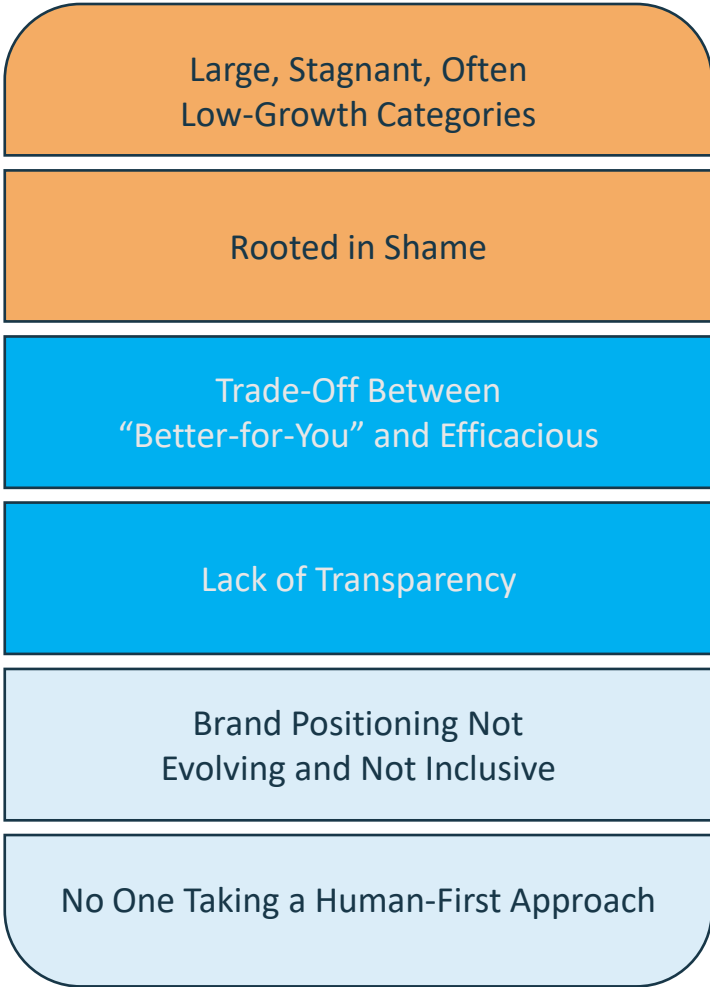 Large, Stagnant, Often
Low-Growth Categories
Rooted in Shame
Trade-Off Between
“Better-for-You” and Efficacious
Lack of Transparency
Brand Positioning Not
Evolving and Not Inclusive
No One Taking a Human-First Approach